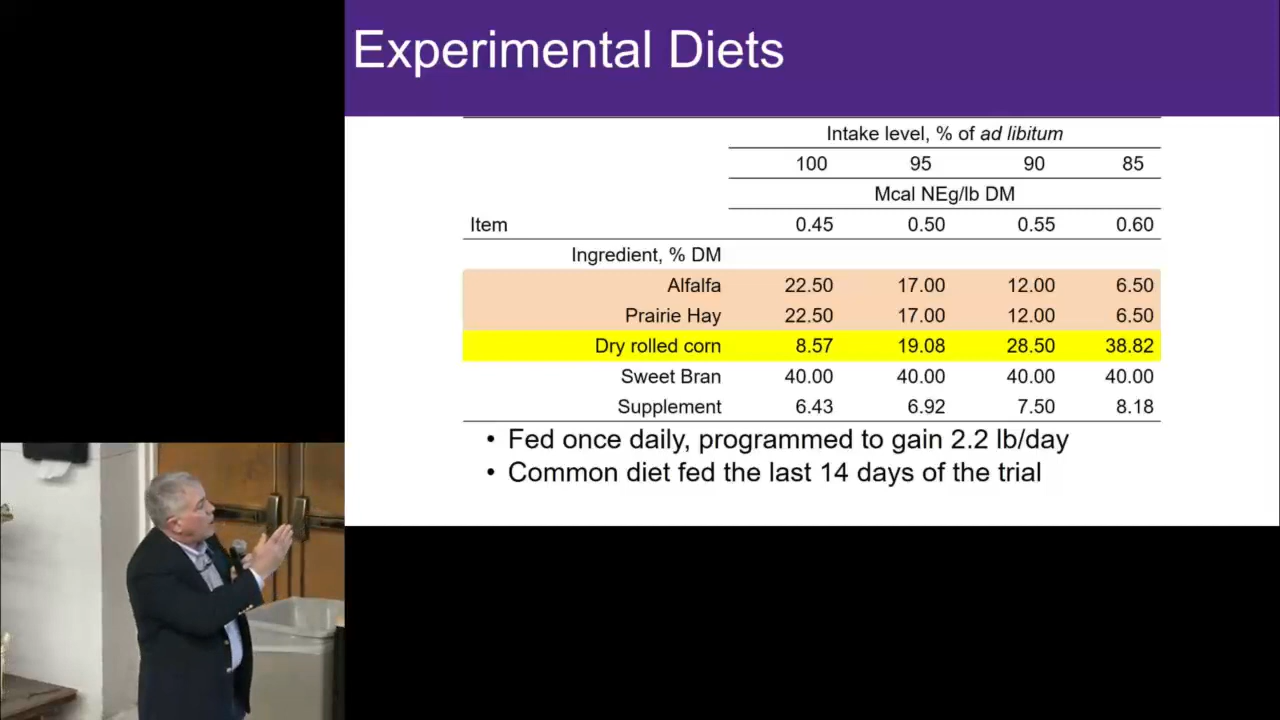 Experimental Diets
Intake level, % of ad libitum
100 95 90 85
Mcal NEg/lb DM
Item 0.45 0.50 0.55 0.60
Ingredient, % DM
Alfalfa 22.50 17.00 12.00 6.50
Prairie Hay 22.50 17.00 12.00 6.50
Dry rolled corn 8.57 19.08 28.50 38.82
Sweet Bran 40.00 40.00 40.00 40.00
Supplement 6.43 6.92 7.50 8.18
• Fed once daily, programmed to gain 2.2 lb/day
• Common diet fed the last 14 days of the trial